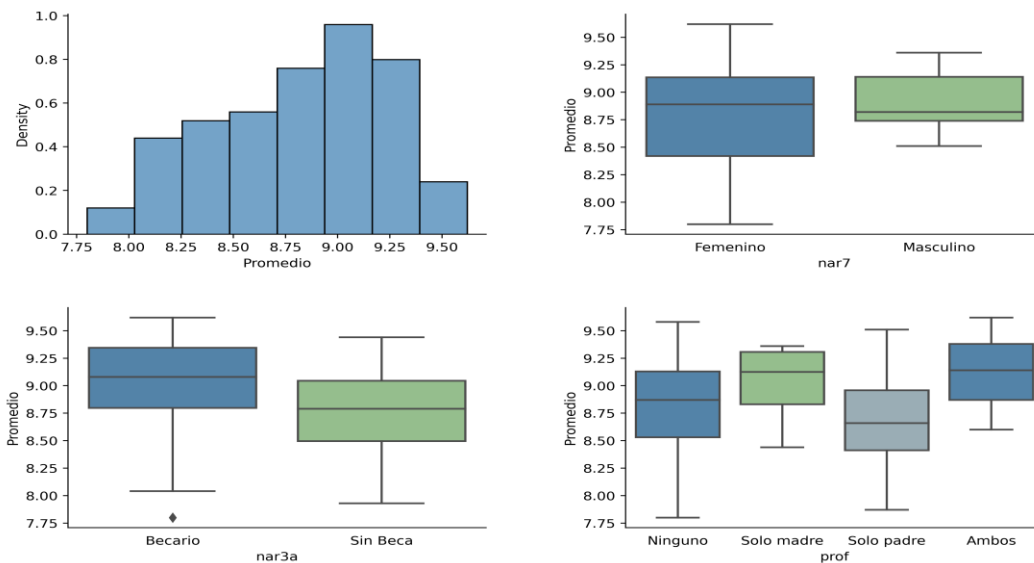 1.0
0.8
0.6
0.4
0.2
0.0
Density
7.75 8.00 8.25 8.50 8.75 9.00 9.25 9.50
Promedio
9.50
9.25
9.00
8.75
8.50
8.25
8.00
7.75
Promedio
Femenino Masculino
nar7
9.50
9.25
9.00
8.75
8.50
8.25
8.00
7.75
Promedio
Becario Sin Beca
nar3a
9.50
9.25
9.00
8.75
8.50
8.25
8.00
7.75
Promedio
Ninguno Solo madre Solo padre Ambos
prof